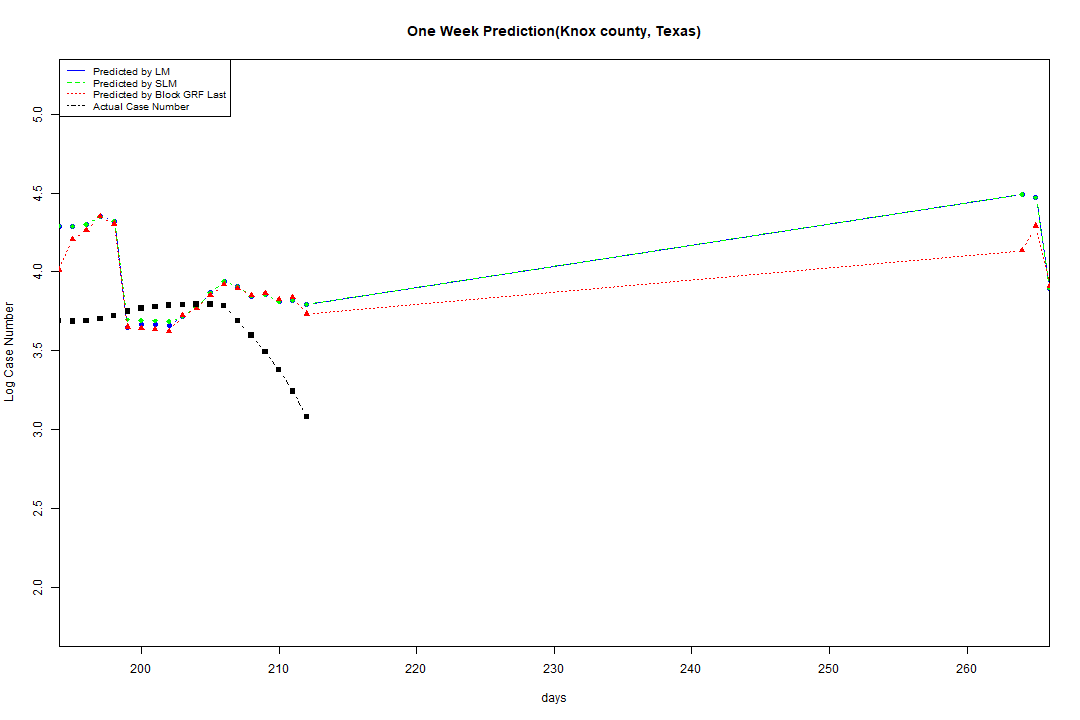 One Week Prediction(Knox county, Texas)
Predicted by LM
Predicted by SLM
Predicted by Block GRF Last
Actual Case Number
Log Case Number
5.0
4.5
4.0
3.5
3.0
2.5
2.0
200 210 220 230 240 250 260
days